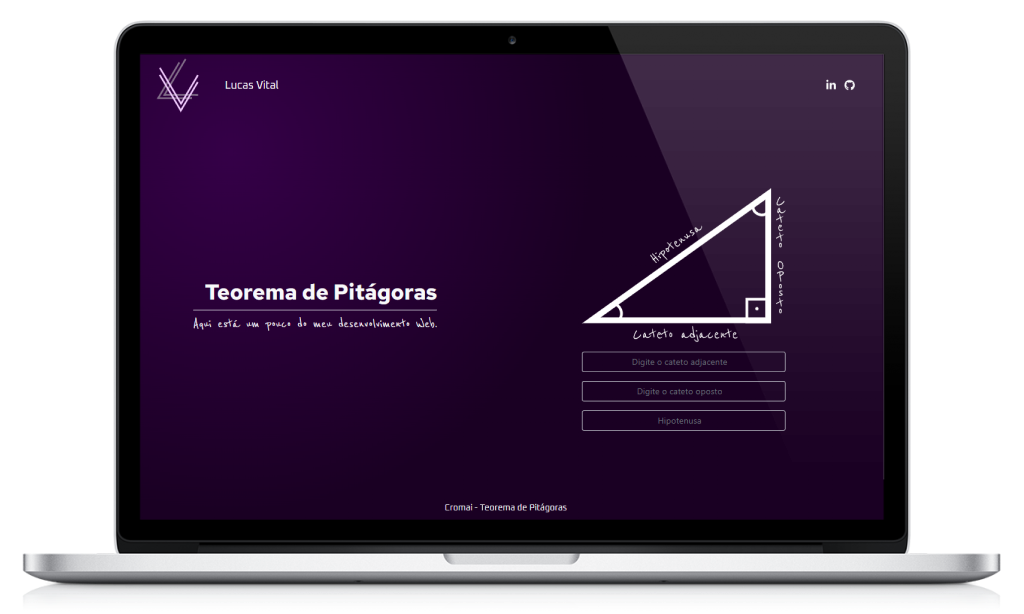 Lucas Vital
in
Teorema de Pitágoras
Aqui está um pouco do meu desenvolvimento Web.
Hipotenusa
Cateto Oposto
Cateto adjacente
Digite o cateto adjacente
Digite o cateto oposto
Hipotenusa
Cromai - Teorema de Pitágoras